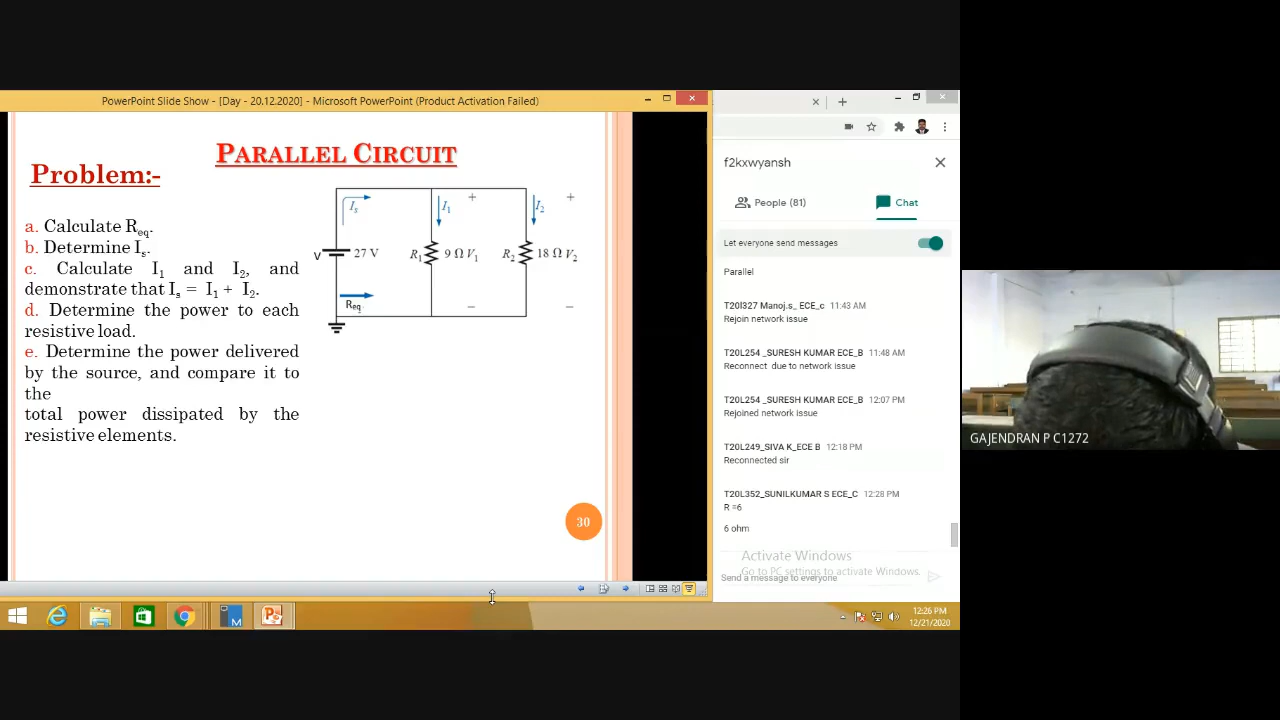 PowerPoint Slide Show - [Day - 20.12.2020] - Microsoft PowerPoint (Product Activation Failed)
PARALLEL CIRCUIT
Problem:-
a. Calculate Req.
b. Determine Is.
c. Calculate I1 and I2, and
demonstrate that Is = I1 + I2.
d. Determine the power to each
resistive load.
e. Determine the power delivered
by the source, and compare it to
the
total power dissipated by the
resistive elements.
Is
I1
+
I2
+
V
27 V
R1
9 Ω V1
R2
18 Ω V2
Req
−
−
30
f2kxwyansh
People (81)
Chat
Let everyone send messages
Parallel
T20l327 Manoj.s_ ECE_c 11:43 AM
Rejoin network issue
T20L254 _SURESH KUMAR ECE_B 11:48 AM
Reconnect due to network issue
T20L254 _SURESH KUMAR ECE_B 12:07 PM
Rejoined network issue
T20L249_SIVA K_ECE B 12:18 PM
Reconnected sir
T20L352_SUNILKUMAR S ECE_C 12:28 PM
R =6
6 ohm
Activate Windows
Go to PC settings to activate Windows.
Send a message to everyone
12:26 PM
12/21/2020
GAJENDRAN P C1272